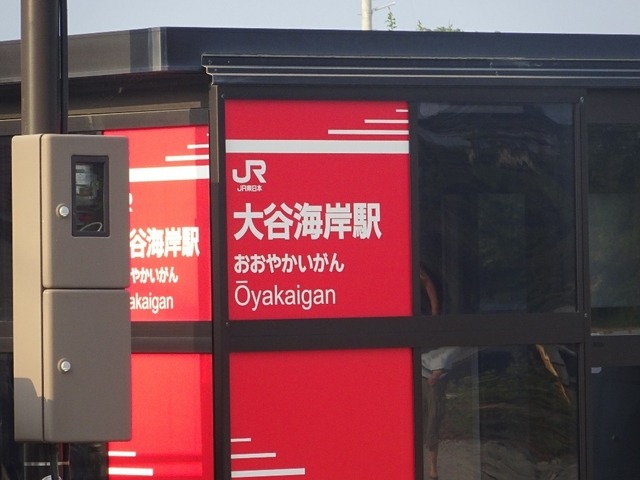 JR
JR東日本
大谷海岸駅
おおやかいがん
Ōyakaigan
R
谷海岸駅
やかいがん
akaigan